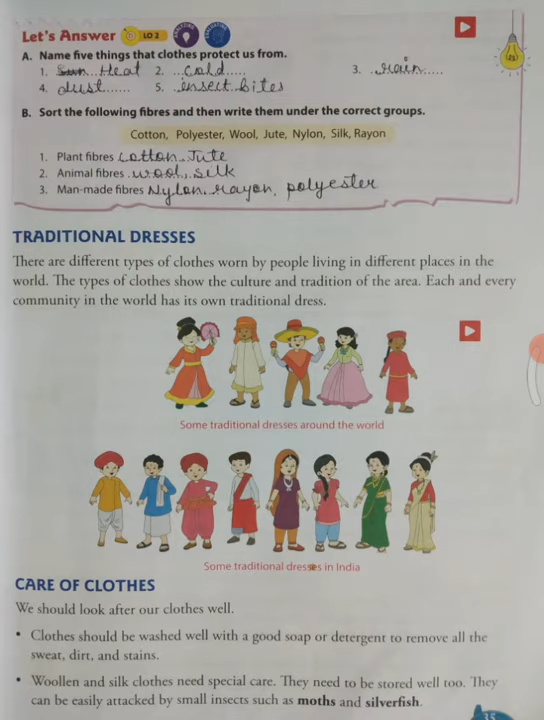 Let's Answer LO 2
A. Name five things that clothes protect us from.
1. Sun Heat 2. cold 3. rain
4. dust 5. insect bites
B. Sort the following fibres and then write them under the correct groups.
Cotton, Polyester, Wool, Jute, Nylon, Silk, Rayon
1. Plant fibres cotton, Jute
2. Animal fibres wool, silk
3. Man-made fibres Nylon, rayon, polyester
TRADITIONAL DRESSES
There are different types of clothes worn by people living in different places in the
world. The types of clothes show the culture and tradition of the area. Each and every
community in the world has its own traditional dress.
Some traditional dresses around the world
Some traditional dresses in India
CARE OF CLOTHES
We should look after our clothes well.
• Clothes should be washed well with a good soap or detergent to remove all the
sweat, dirt, and stains.
• Woollen and silk clothes need special care. They need to be stored well too. They
can be easily attacked by small insects such as moths and silverfish.